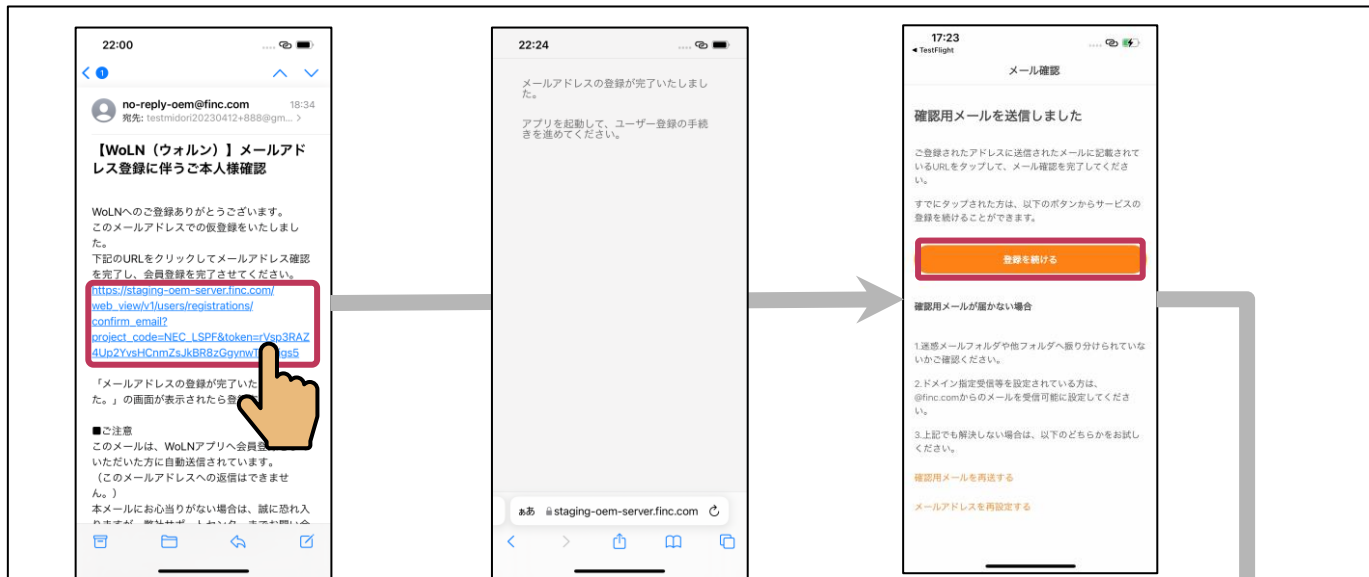 22:00
1
no-reply-oem@finc.com 18:34
宛先: testmidori20230412+888@gm...
【WoLN（ウォルン）】メールアド
レス登録に伴うご本人様確認
WoLNへのご登録ありがとうございます。
このメールアドレスでの仮登録をいたしまし
た。
下記のURLをクリックしてメールアドレス確認
を完了し、会員登録を完了させてください。
https://staging-oem-server.finc.com/
web_view/v1/users/registrations/
confirm_email?
project_code=NEC_LSPF&token=rVsp3RAZ
4Up2YvsHCnmZsJkBR8zGgynwT
gs5
「メールアドレスの登録が完了いた
た。」の画面が表示されたら登
■ご注意
このメールは、WoLNアプリへ会員登
いただいた方に自動送信されています。
（このメールアドレスへの返信はできませ
ん。）
本メールにお心当りがない場合は、誠に恐れ入
22:24
メールアドレスの登録が完了いたしまし
た。
アプリを起動して、ユーザー登録の手続
きを進めてください。
ぁあ staging-oem-server.finc.com
17:23
TestFlight
メール確認
確認用メールを送信しました
ご登録されたアドレスに送信されたメールに記載されて
いるURLをタップして、メール確認を完了してくださ
い。
すでにタップされた方は、以下のボタンからサービスの
登録を続けることができます。
登録を続ける
確認用メールが届かない場合
1.迷惑メールフォルダや他フォルダへ振り分けられていな
いかご確認ください。
2.ドメイン指定受信等を設定されている方は、
@finc.comからのメールを受信可能に設定してくださ
い。
3.上記でも解決しない場合は、以下のどちらかをお試し
ください。
確認用メールを再送する
メールアドレスを再設定する